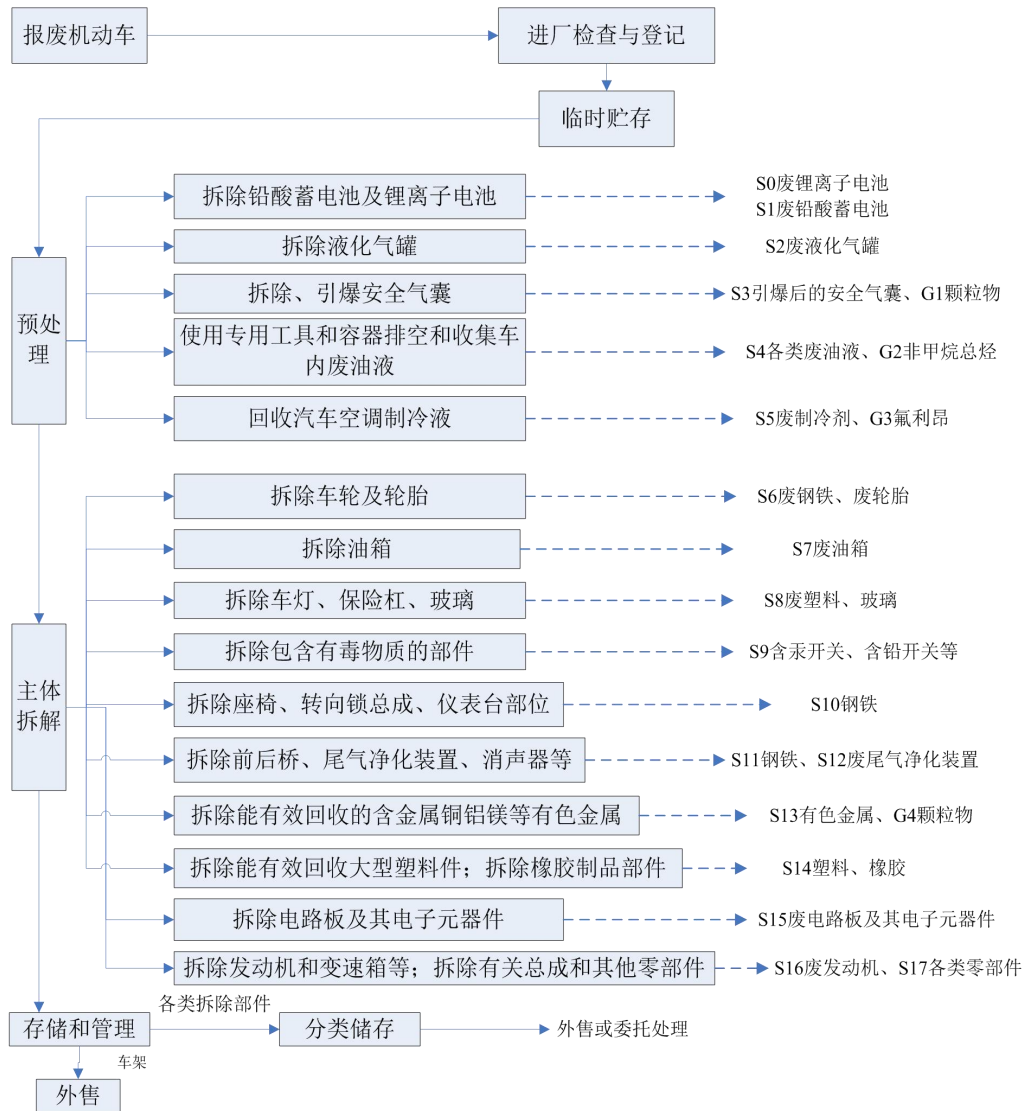 报废机动车
进厂检查与登记
临时贮存
预处
理
拆除铅酸蓄电池及锂离子电池
S0废锂离子电池
S1废铅酸蓄电池
拆除液化气罐
S2废液化气罐
拆除、引爆安全气囊
S3引爆后的安全气囊、G1颗粒物
使用专用工具和容器排空和收集车
内废油液
S4各类废油液、G2非甲烷总烃
回收汽车空调制冷液
S5废制冷剂、G3氟利昂
主体
拆解
拆除车轮及轮胎
S6废钢铁、废轮胎
拆除油箱
S7废油箱
拆除车灯、保险杠、玻璃
S8废塑料、玻璃
拆除包含有毒物质的部件
S9含汞开关、含铅开关等
拆除座椅、转向锁总成、仪表台部位
S10钢铁
拆除前后桥、尾气净化装置、消声器等
S11钢铁、S12废尾气净化装置
拆除能有效回收的含金属铜铝镁等有色金属
S13有色金属、G4颗粒物
拆除能有效回收大型塑料件；拆除橡胶制品部件
S14塑料、橡胶
拆除电路板及其电子元器件
S15废电路板及其电子元器件
拆除发动机和变速箱等；拆除有关总成和其他零部件
S16废发动机、S17各类零部件
存储和管理
各类拆除部件
分类储存
外售或委托处理
车架
外售